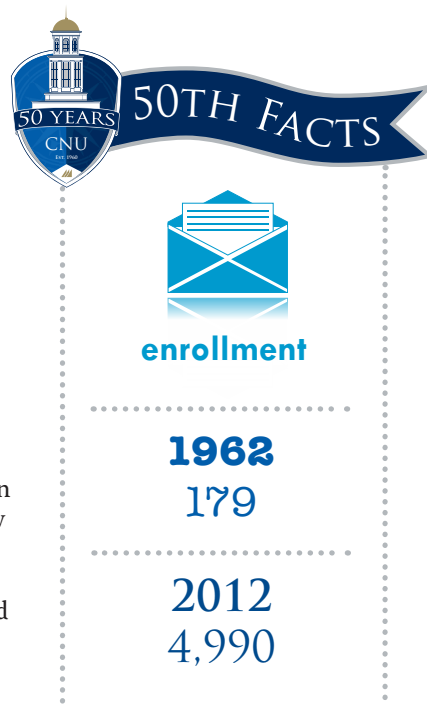 50 YEARS
CNU
EST. 1960
50TH FACTS
enrollment
1962
179
2012
4,990
n
y
d